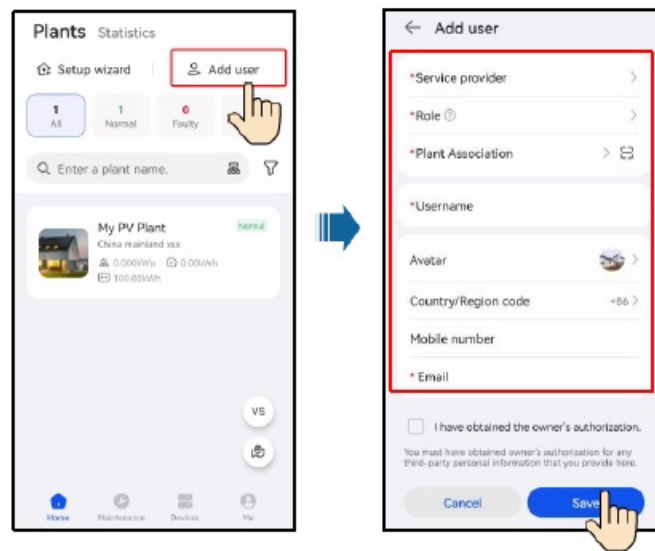 Plants Statistics
Setup wizard
Add user
1
All
1
Normal
0
Faulty
Enter a plant name.
My PV Plant
Normal
China mainland xxx
0.000kWp 0.00kWh
100.00kWh
VS
Home
Maintenance
Devices
Me
Add user
*Service provider
*Role
*Plant Association
*Username
Avatar
Country/Region code +86
Mobile number
* Email
I have obtained the owner's authorization.
You must have obtained owner's authorization for any
third-party personal information that you provide here.
Cancel
Save